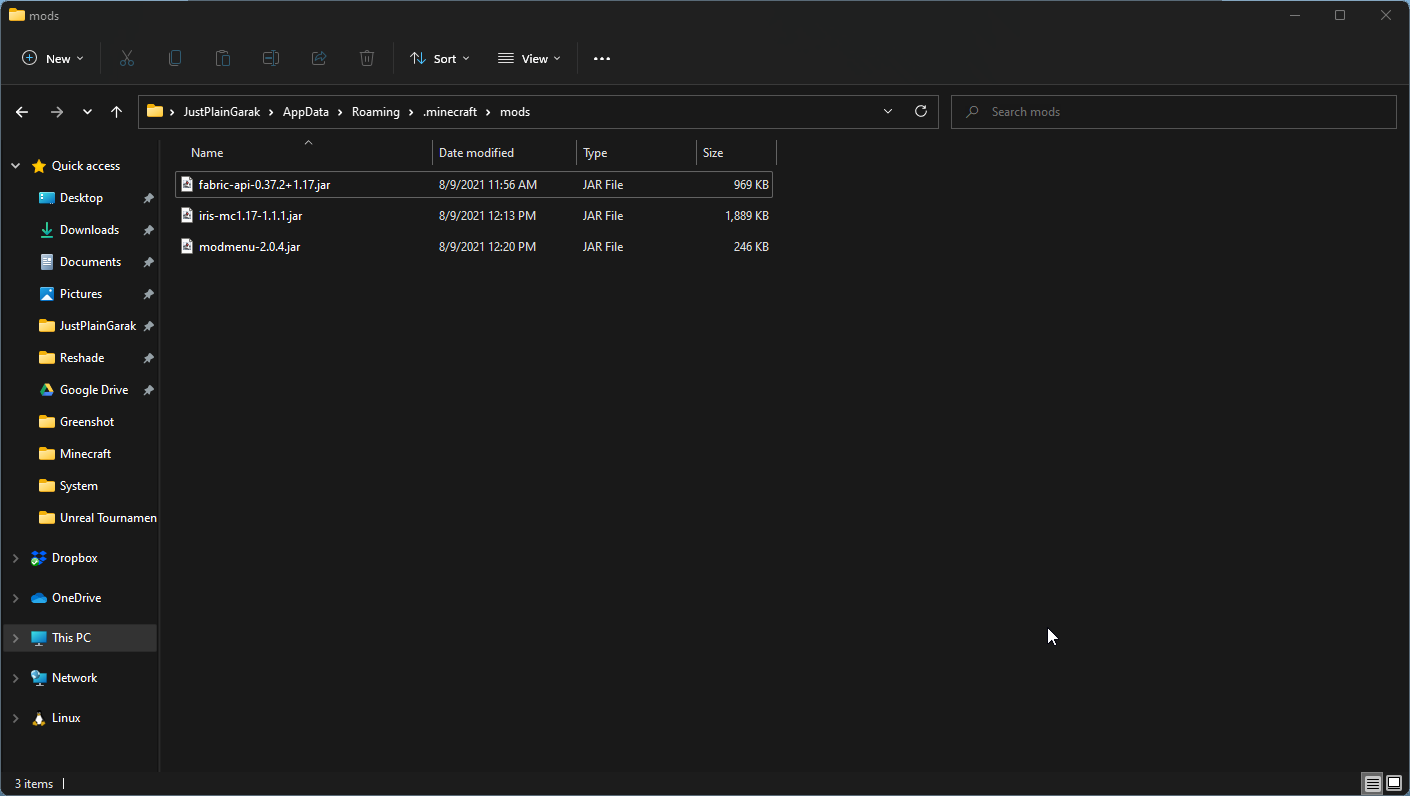 mods
New Sort View
JustPlainGarak AppData Roaming .minecraft mods Search mods
Name Date modified Type Size
fabric-api-0.37.2+1.17.jar 8/9/2021 11:56 AM JAR File 969 KB
iris-mc1.17-1.1.1.jar 8/9/2021 12:13 PM JAR File 1,889 KB
modmenu-2.0.4.jar 8/9/2021 12:20 PM JAR File 246 KB
Quick access
Desktop
Downloads
Documents
Pictures
JustPlainGarak
Reshade
Google Drive
Greenshot
Minecraft
System
Unreal Tournamen
Dropbox
OneDrive
This PC
Network
Linux
3 items